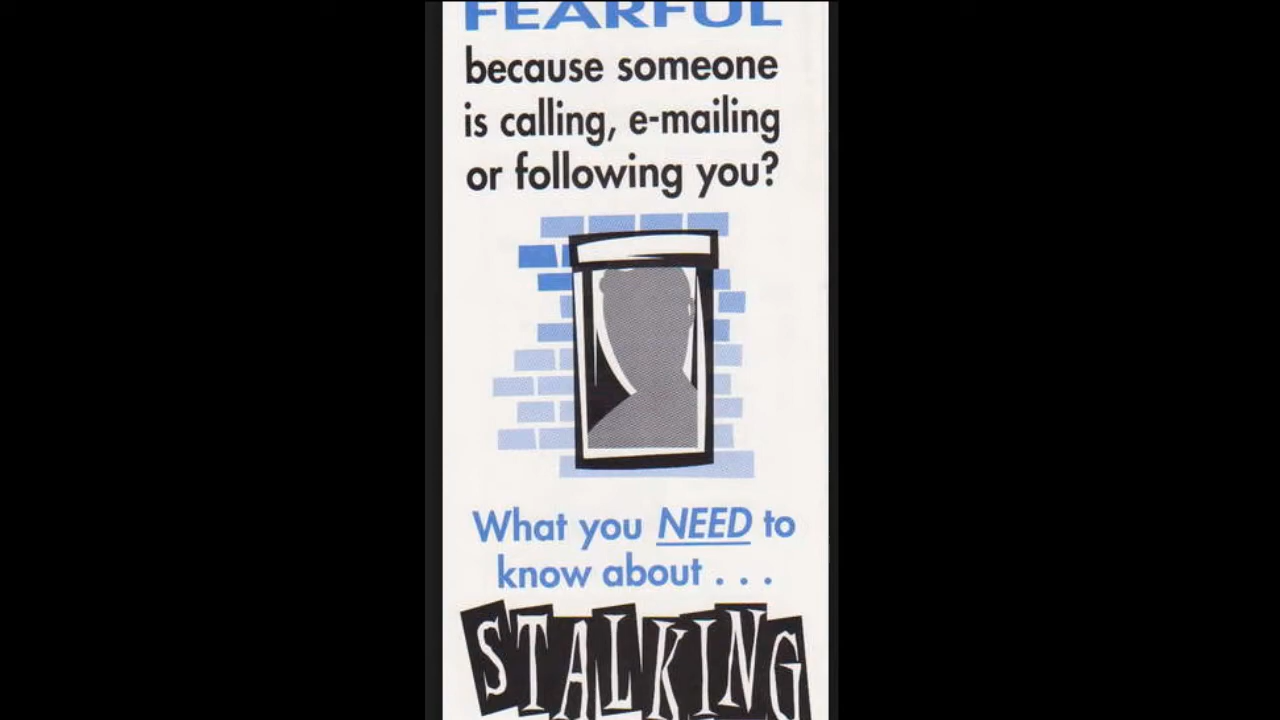 FEARFUL
because someone
is calling, e-mailing
or following you?
What you NEED to
know about . . .
STALKING